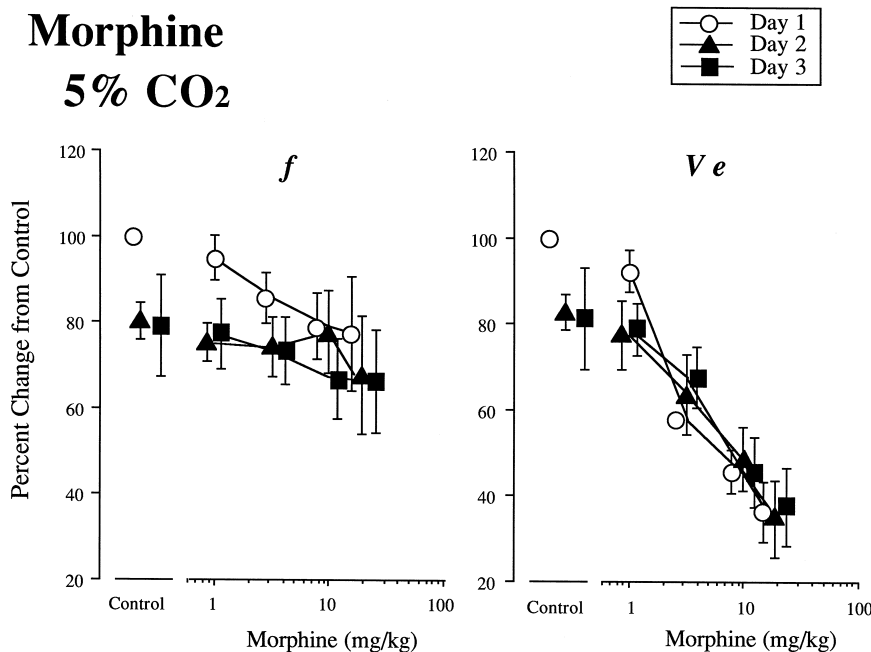 Morphine
5% CO2
Day 1
Day 2
Day 3
Percent Change from Control
f
120
100
80
60
40
20
Control
1
10
100
Morphine (mg/kg)
V e
120
100
80
60
40
20
Control
1
10
100
Morphine (mg/kg)